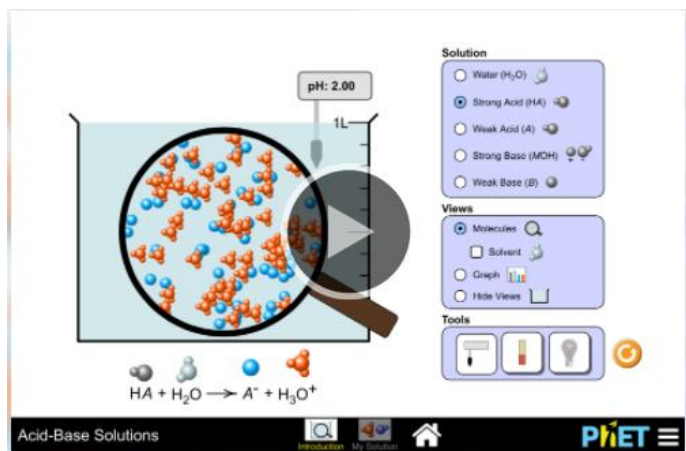 Solution
Water (H₂O)
Strong Acid (HA)
Weak Acid (A)
Strong Base (MOH)
Weak Base (B)
pH: 2.00
1L
Views
Molecules
Solvent
Graph
Hide Views
Tools
HA + H₂O → A⁻ + H₃O⁺
Acid-Base Solutions
Introduction
My Solution
PhET